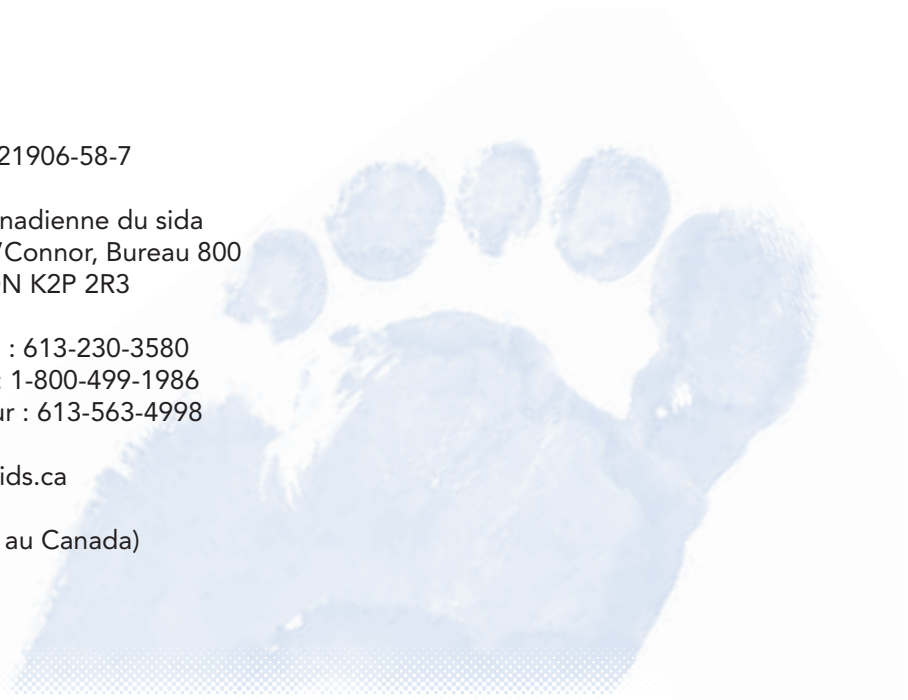 21906-58-7
nadienne du sida
'Connor, Bureau 800
N K2P 2R3
: 613-230-3580
: 1-800-499-1986
ur : 613-563-4998
ids.ca
au Canada)